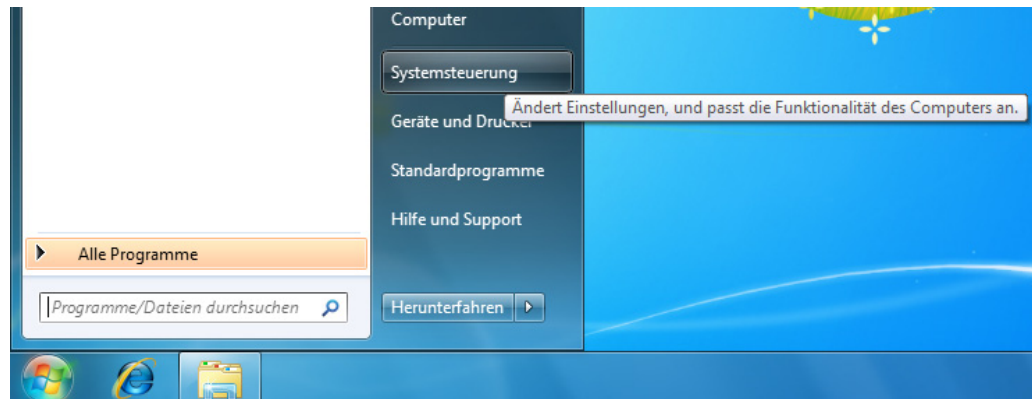 Computer
Systemsteuerung
Ändert Einstellungen, und passt die Funktionalität des Computers an.
Geräte und Drucker
Standardprogramme
Hilfe und Support
Alle Programme
Programme/Dateien durchsuchen
Herunterfahren